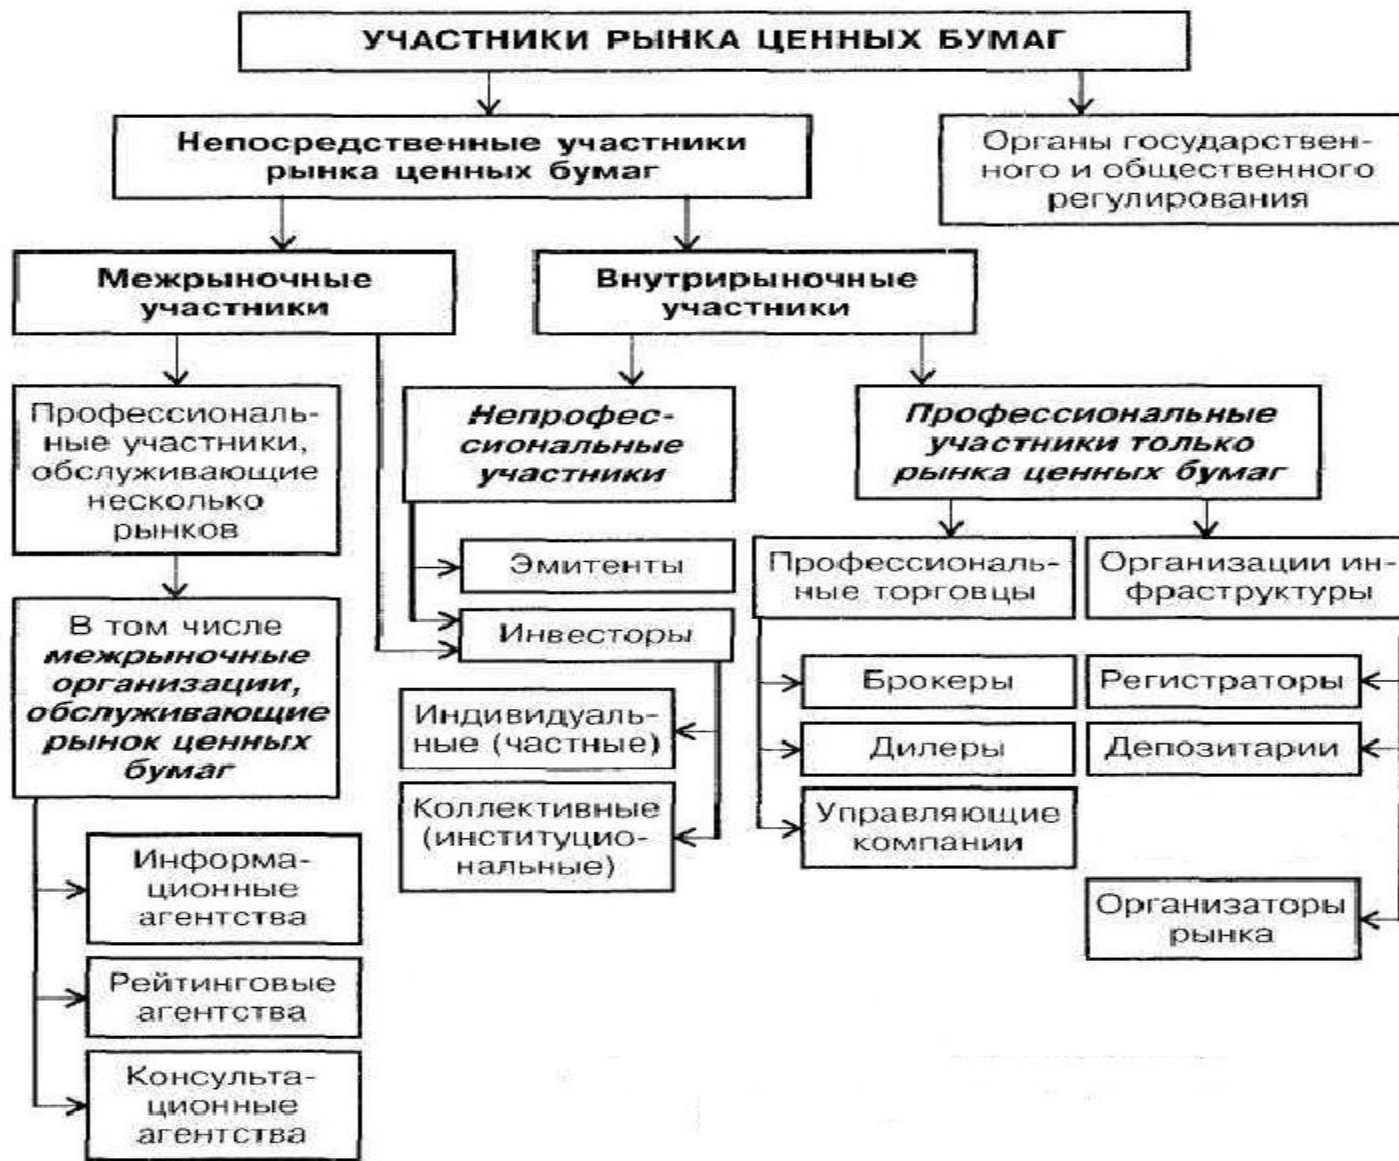 УЧАСТНИКИ РЫНКА ЦЕННЫХ БУМАГ
Непосредственные участники
рынка ценных бумаг
Органы государствен-
ного и общественного
регулирования
Межрыночные
участники
Внутрирыночные
участники
Профессиональ-
ные участники,
обслуживающие
несколько
рынков
Непрофес-
сиональные
участники
Профессиональные
участники только
рынка ценных бумаг
Эмитенты
Инвесторы
Профессиональ-
ные торговцы
Организации ин-
фраструктуры
В том числе
межрыночные
организации,
обслуживающие
рынок ценных
бумаг
Индивидуаль-
ные (частные)
Коллективные
(институцио-
нальные)
Брокеры
Дилеры
Управляющие
компании
Регистраторы
Депозитарии
Организаторы
рынка
Информа-
ционные
агентства
Рейтинговые
агентства
Консульта-
ционные
агентства